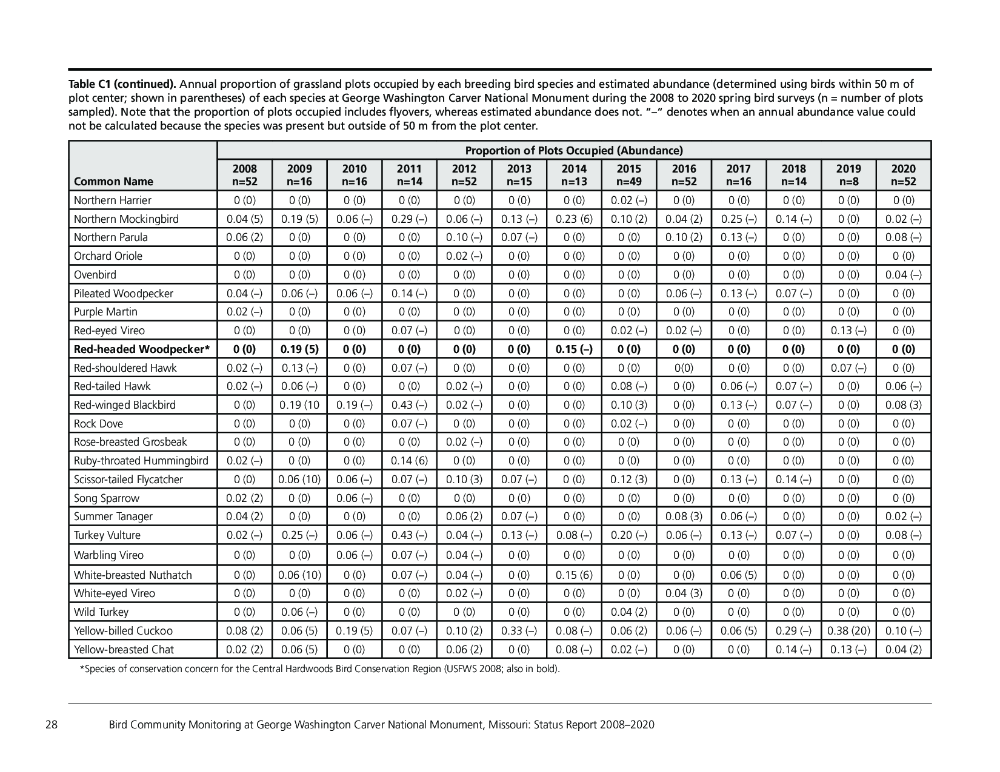 Table C1 (continued). Annual proportion of grassland plots occupied by each breeding bird species and estimated abundance (determined using birds within 50 m of
plot center; shown in parentheses) of each species at George Washington Carver National Monument during the 2008 to 2020 spring bird surveys (n = number of plots
sampled). Note that the proportion of plots occupied includes flyovers, whereas estimated abundance does not. “–“ denotes when an annual abundance value could
not be calculated because the species was present but outside of 50 m from the plot center.
Proportion of Plots Occupied (Abundance)
Common Name 2008 n=52 2009 n=16 2010 n=16 2011 n=14 2012 n=52 2013 n=15 2014 n=13 2015 n=49 2016 n=52 2017 n=16 2018 n=14 2019 n=8 2020 n=52
Northern Harrier 0 (0) 0 (0) 0 (0) 0 (0) 0 (0) 0 (0) 0 (0) 0.02 (–) 0 (0) 0 (0) 0 (0) 0 (0) 0 (0)
Northern Mockingbird 0.04 (5) 0.19 (5) 0.06 (–) 0.29 (–) 0.06 (–) 0.13 (–) 0.23 (6) 0.10 (2) 0.04 (2) 0.25 (–) 0.14 (–) 0 (0) 0.02 (–)
Northern Parula 0.06 (2) 0 (0) 0 (0) 0 (0) 0.10 (–) 0.07 (–) 0 (0) 0 (0) 0.10 (2) 0.13 (–) 0 (0) 0 (0) 0.08 (–)
Orchard Oriole 0 (0) 0 (0) 0 (0) 0 (0) 0.02 (–) 0 (0) 0 (0) 0 (0) 0 (0) 0 (0) 0 (0) 0 (0) 0 (0)
Ovenbird 0 (0) 0 (0) 0 (0) 0 (0) 0 (0) 0 (0) 0 (0) 0 (0) 0 (0) 0 (0) 0 (0) 0 (0) 0.04 (–)
Pileated Woodpecker 0.04 (–) 0.06 (–) 0.06 (–) 0.14 (–) 0 (0) 0 (0) 0 (0) 0 (0) 0.06 (–) 0.13 (–) 0.07 (–) 0 (0) 0 (0)
Purple Martin 0.02 (–) 0 (0) 0 (0) 0 (0) 0 (0) 0 (0) 0 (0) 0 (0) 0 (0) 0 (0) 0 (0) 0 (0) 0 (0)
Red-eyed Vireo 0 (0) 0 (0) 0 (0) 0.07 (–) 0 (0) 0 (0) 0 (0) 0.02 (–) 0.02 (–) 0 (0) 0 (0) 0.13 (–) 0 (0)
Red-headed Woodpecker* 0 (0) 0.19 (5) 0 (0) 0 (0) 0 (0) 0 (0) 0.15 (–) 0 (0) 0 (0) 0 (0) 0 (0) 0 (0) 0 (0)
Red-shouldered Hawk 0.02 (–) 0.13 (–) 0 (0) 0.07 (–) 0 (0) 0 (0) 0 (0) 0 (0) 0(0) 0 (0) 0 (0) 0.07 (–) 0 (0)
Red-tailed Hawk 0.02 (–) 0.06 (–) 0 (0) 0 (0) 0.02 (–) 0 (0) 0 (0) 0.08 (–) 0 (0) 0.06 (–) 0.07 (–) 0 (0) 0.06 (–)
Red-winged Blackbird 0 (0) 0.19 (10 0.19 (–) 0.43 (–) 0.02 (–) 0 (0) 0 (0) 0.10 (3) 0 (0) 0.13 (–) 0.07 (–) 0 (0) 0.08 (3)
Rock Dove 0 (0) 0 (0) 0 (0) 0.07 (–) 0 (0) 0 (0) 0 (0) 0.02 (–) 0 (0) 0 (0) 0 (0) 0 (0) 0 (0)
Rose-breasted Grosbeak 0 (0) 0 (0) 0 (0) 0 (0) 0.02 (–) 0 (0) 0 (0) 0 (0) 0 (0) 0 (0) 0 (0) 0 (0) 0 (0)
Ruby-throated Hummingbird 0.02 (–) 0 (0) 0 (0) 0.14 (6) 0 (0) 0 (0) 0 (0) 0 (0) 0 (0) 0 (0) 0 (0) 0 (0) 0 (0)
Scissor-tailed Flycatcher 0 (0) 0.06 (10) 0.06 (–) 0.07 (–) 0.10 (3) 0.07 (–) 0 (0) 0.12 (3) 0 (0) 0.13 (–) 0.14 (–) 0 (0) 0 (0)
Song Sparrow 0.02 (2) 0 (0) 0.06 (–) 0 (0) 0 (0) 0 (0) 0 (0) 0 (0) 0 (0) 0 (0) 0 (0) 0 (0) 0 (0)
Summer Tanager 0.04 (2) 0 (0) 0 (0) 0 (0) 0.06 (2) 0.07 (–) 0 (0) 0 (0) 0.08 (3) 0.06 (–) 0 (0) 0 (0) 0.02 (–)
Turkey Vulture 0.02 (–) 0.25 (–) 0.06 (–) 0.43 (–) 0.04 (–) 0.13 (–) 0.08 (–) 0.20 (–) 0.06 (–) 0.13 (–) 0.07 (–) 0 (0) 0.08 (–)
Warbling Vireo 0 (0) 0 (0) 0.06 (–) 0.07 (–) 0.04 (–) 0 (0) 0 (0) 0 (0) 0 (0) 0 (0) 0 (0) 0 (0) 0 (0)
White-breasted Nuthatch 0 (0) 0.06 (10) 0 (0) 0.07 (–) 0.04 (–) 0 (0) 0.15 (6) 0 (0) 0 (0) 0.06 (5) 0 (0) 0 (0) 0 (0)
White-eyed Vireo 0 (0) 0 (0) 0 (0) 0 (0) 0.02 (–) 0 (0) 0 (0) 0 (0) 0.04 (3) 0 (0) 0 (0) 0 (0) 0 (0)
Wild Turkey 0 (0) 0.06 (–) 0 (0) 0 (0) 0 (0) 0 (0) 0 (0) 0.04 (2) 0 (0) 0 (0) 0 (0) 0 (0) 0 (0)
Yellow-billed Cuckoo 0.08 (2) 0.06 (5) 0.19 (5) 0.07 (–) 0.10 (2) 0.33 (–) 0.08 (–) 0.06 (2) 0.06 (–) 0.06 (5) 0.29 (–) 0.38 (20) 0.10 (–)
Yellow-breasted Chat 0.02 (2) 0.06 (5) 0 (0) 0 (0) 0.06 (2) 0 (0) 0.08 (–) 0.02 (–) 0 (0) 0 (0) 0.14 (–) 0.13 (–) 0.04 (2)
*Species of conservation concern for the Central Hardwoods Bird Conservation Region (USFWS 2008; also in bold).
28 Bird Community Monitoring at George Washington Carver National Monument, Missouri: Status Report 2008–2020